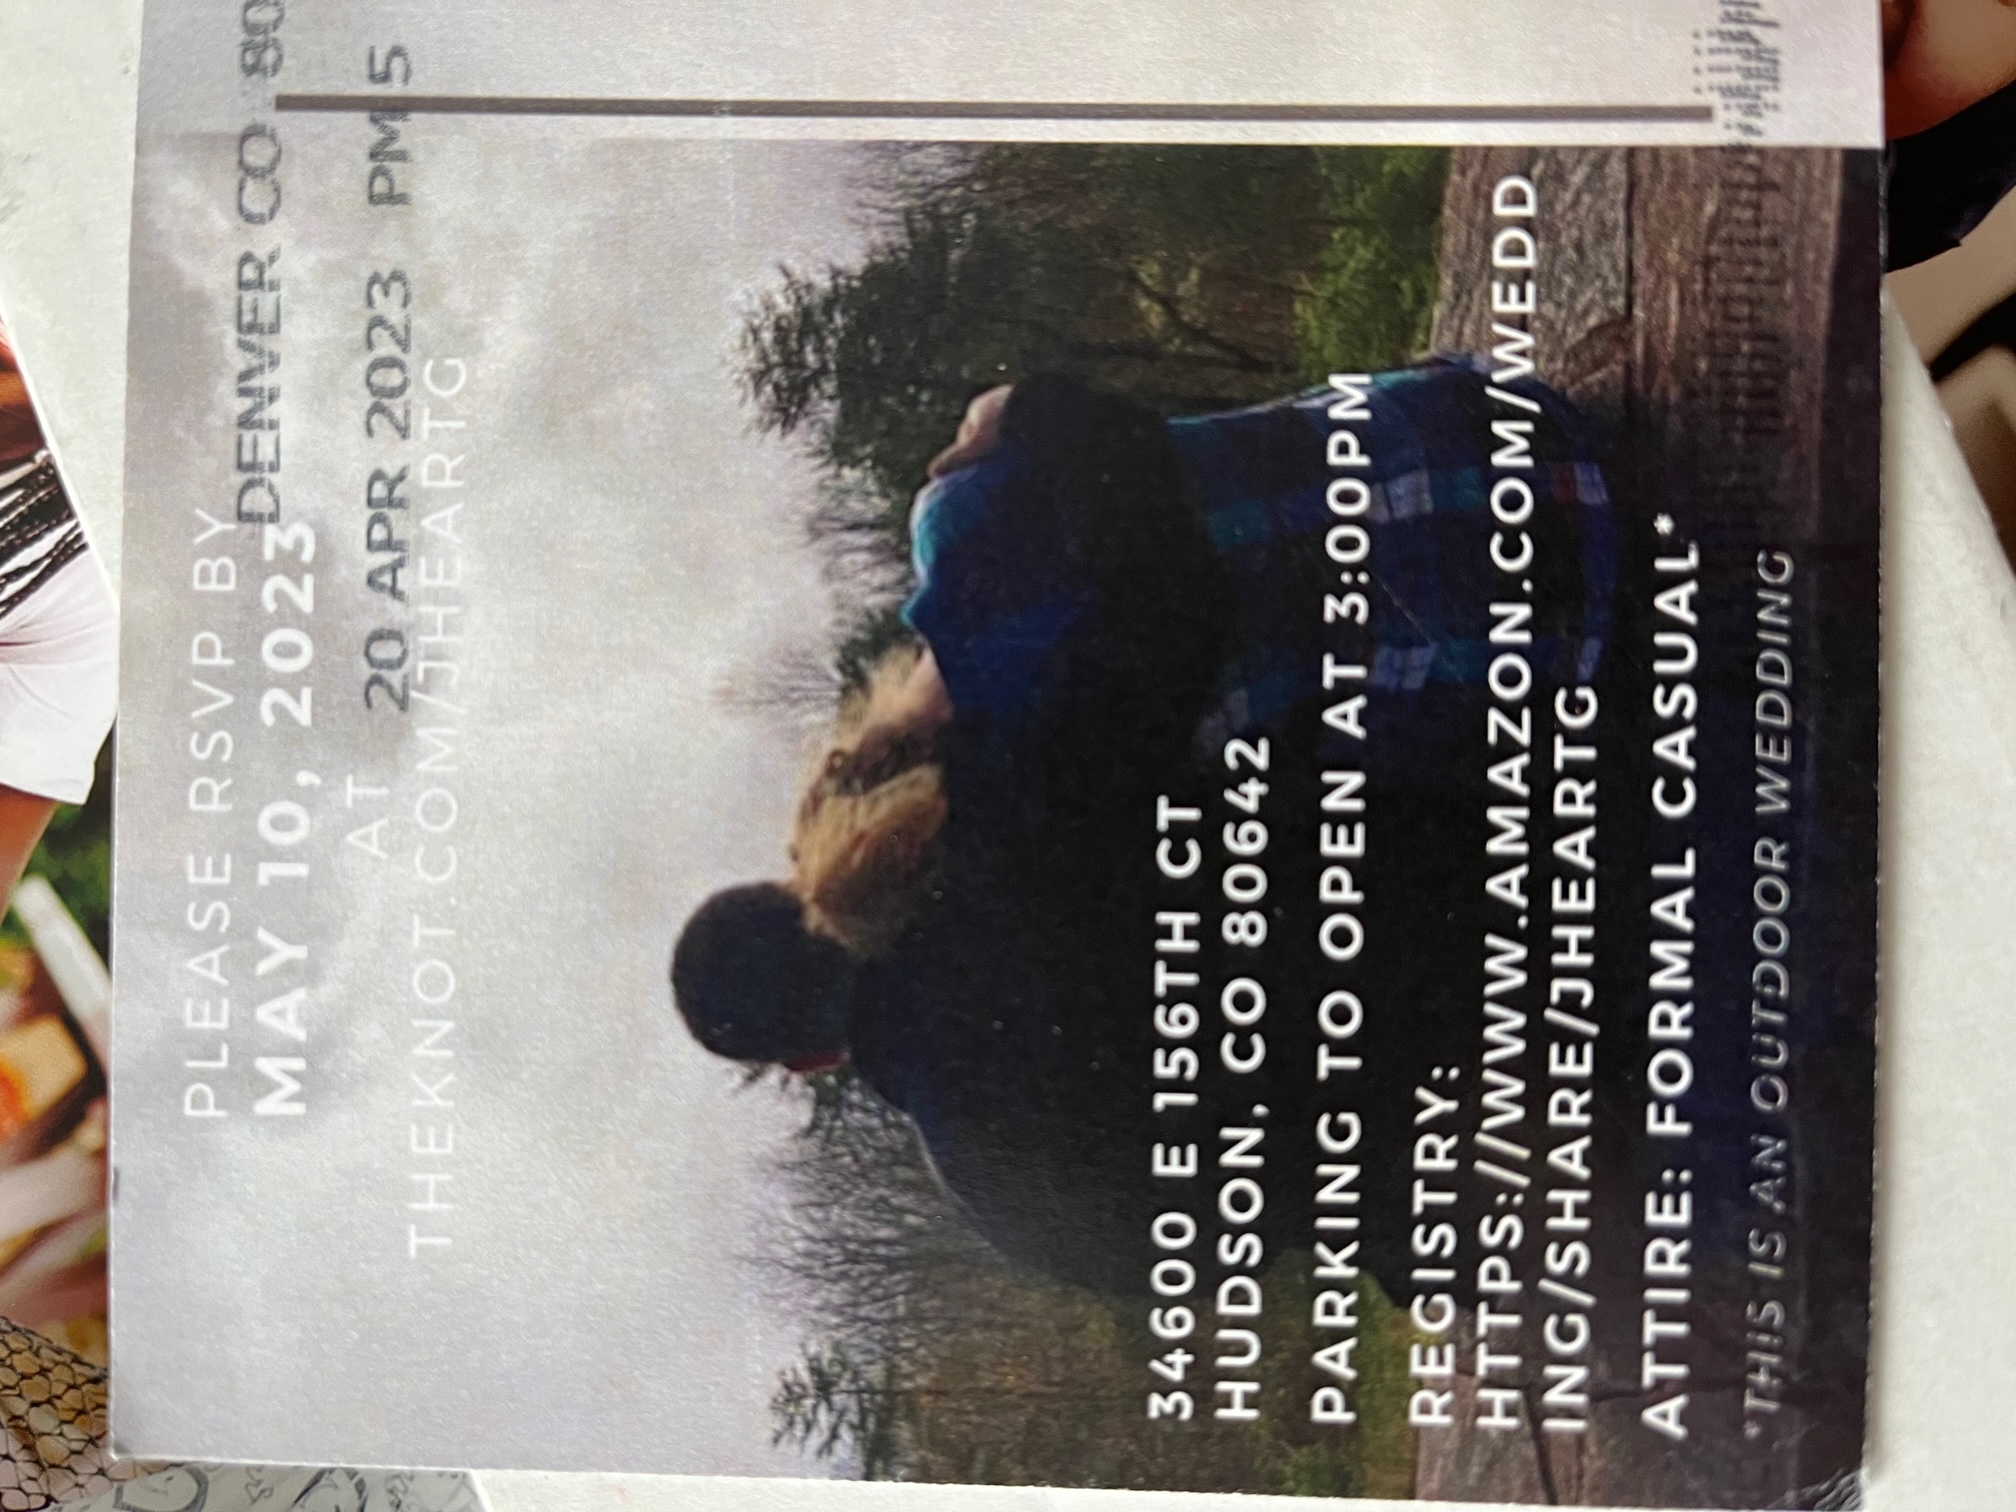 PLEASE RSVP BY
MAY 10, 2023
DENVER CO 80
AT
20 APR 2023 PM 5
THEKNOT.COM/JHEARTG
34600 E 156TH CT
HUDSON, CO 80642
PARKING TO OPEN AT 3:00PM
REGISTRY:
HTTPS://WWW.AMAZON.COM/WEDD
ING/SHARE/JHEARTG
ATTIRE: FORMAL CASUAL*
*THIS IS AN OUTDOOR WEDDING